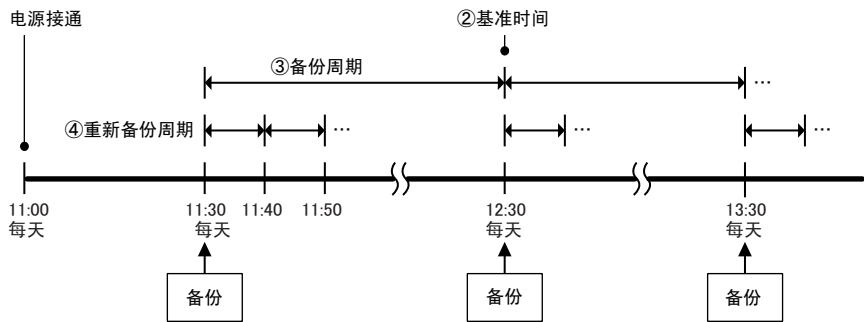 电源接通
②基准时间
③备份周期
…
④重新备份周期
…
…
…
11:00
每天
11:30
每天
11:40
11:50
12:30
每天
13:30
每天
备份
备份
备份